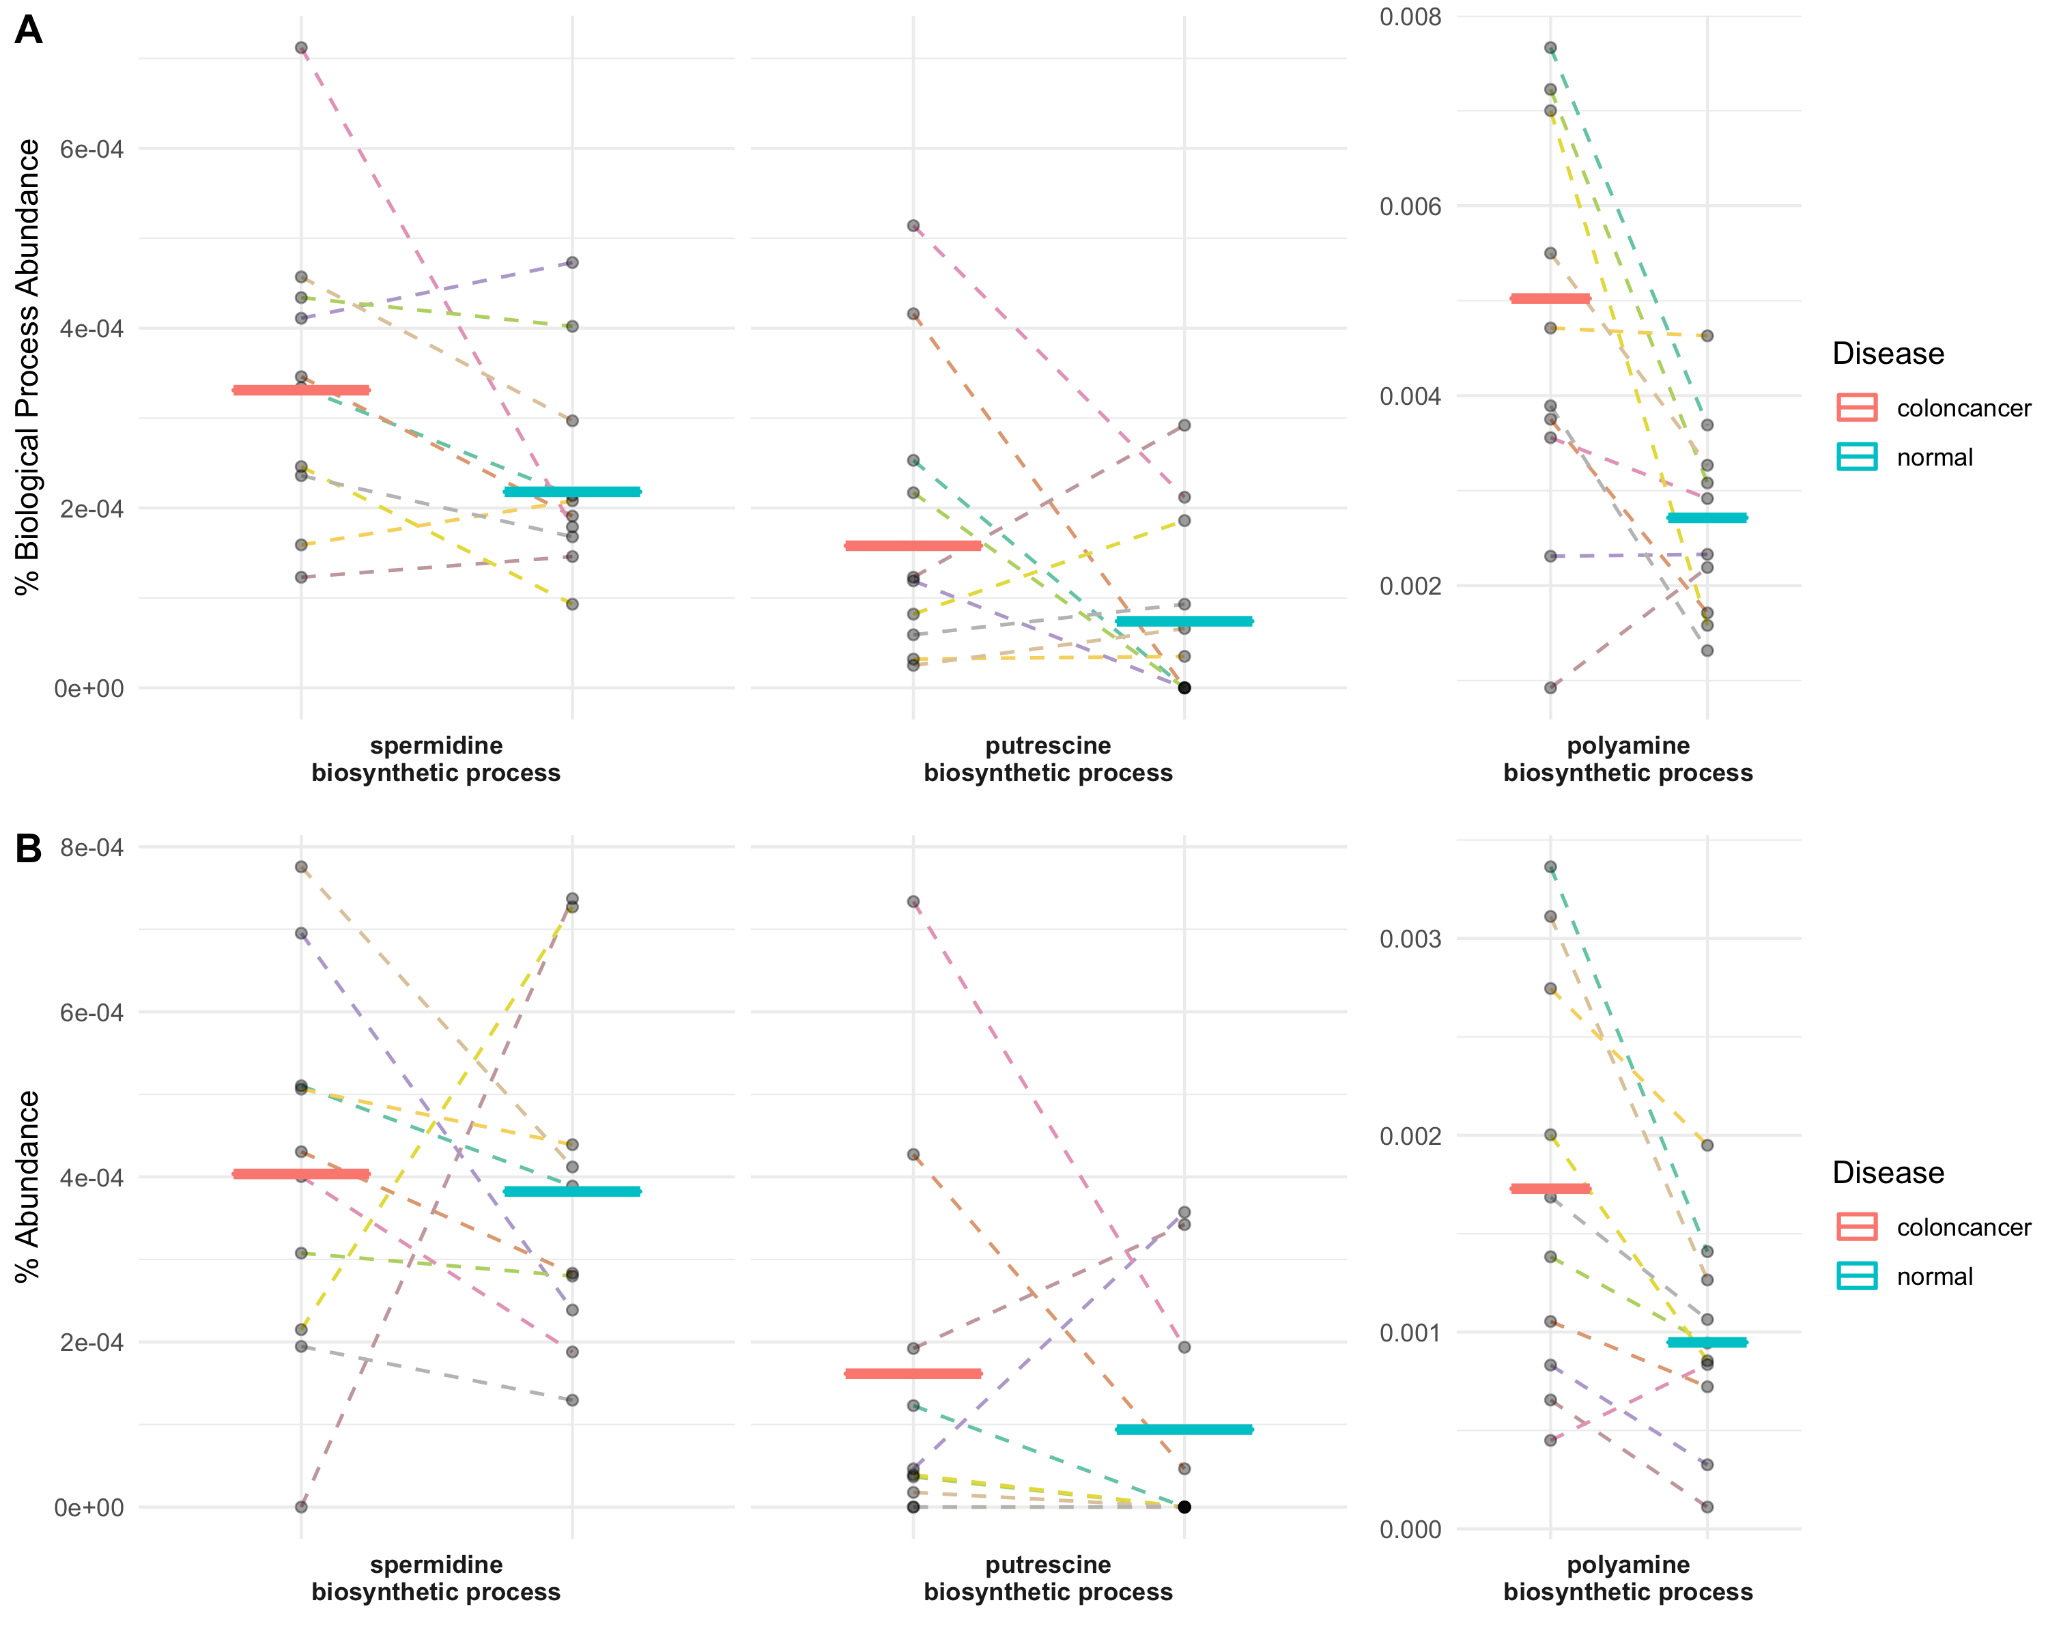 A
% Biological Process Abundance
6e-04
4e-04
2e-04
0e+00
0.008
0.006
0.004
0.002
spermidine
biosynthetic process
putrescine
biosynthetic process
polyamine
biosynthetic process
Disease
coloncancer
normal
B
% Abundance
8e-04
6e-04
4e-04
2e-04
0e+00
0.003
0.002
0.001
0.000
spermidine
biosynthetic process
putrescine
biosynthetic process
polyamine
biosynthetic process
Disease
coloncancer
normal